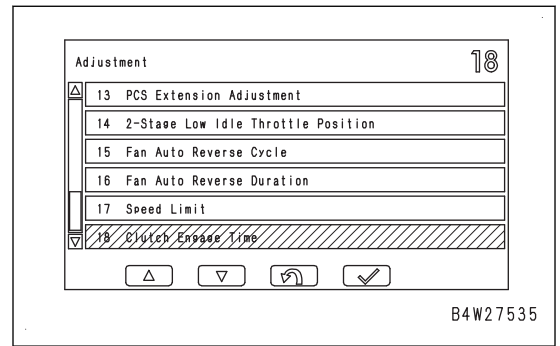 Adjustment 18
13 PCS Extension Adjustment
14 2-Stage Low Idle Throttle Position
15 Fan Auto Reverse Cycle
16 Fan Auto Reverse Duration
17 Speed Limit
18 Clutch Engage Time
B4W27535